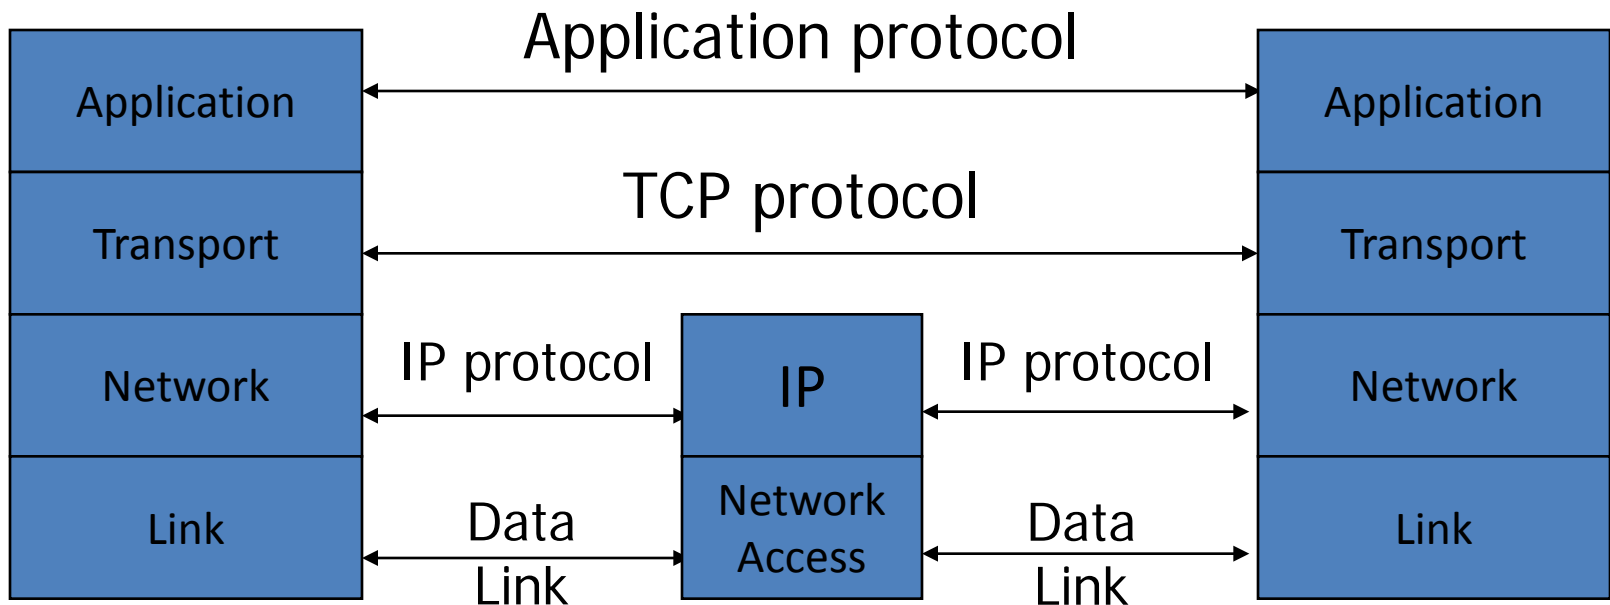 Application protocol
Application
Application
TCP protocol
Transport
Transport
IP protocol
IP protocol
Network
IP
Network
Link
Data
Link
Network
Access
Data
Link
Link